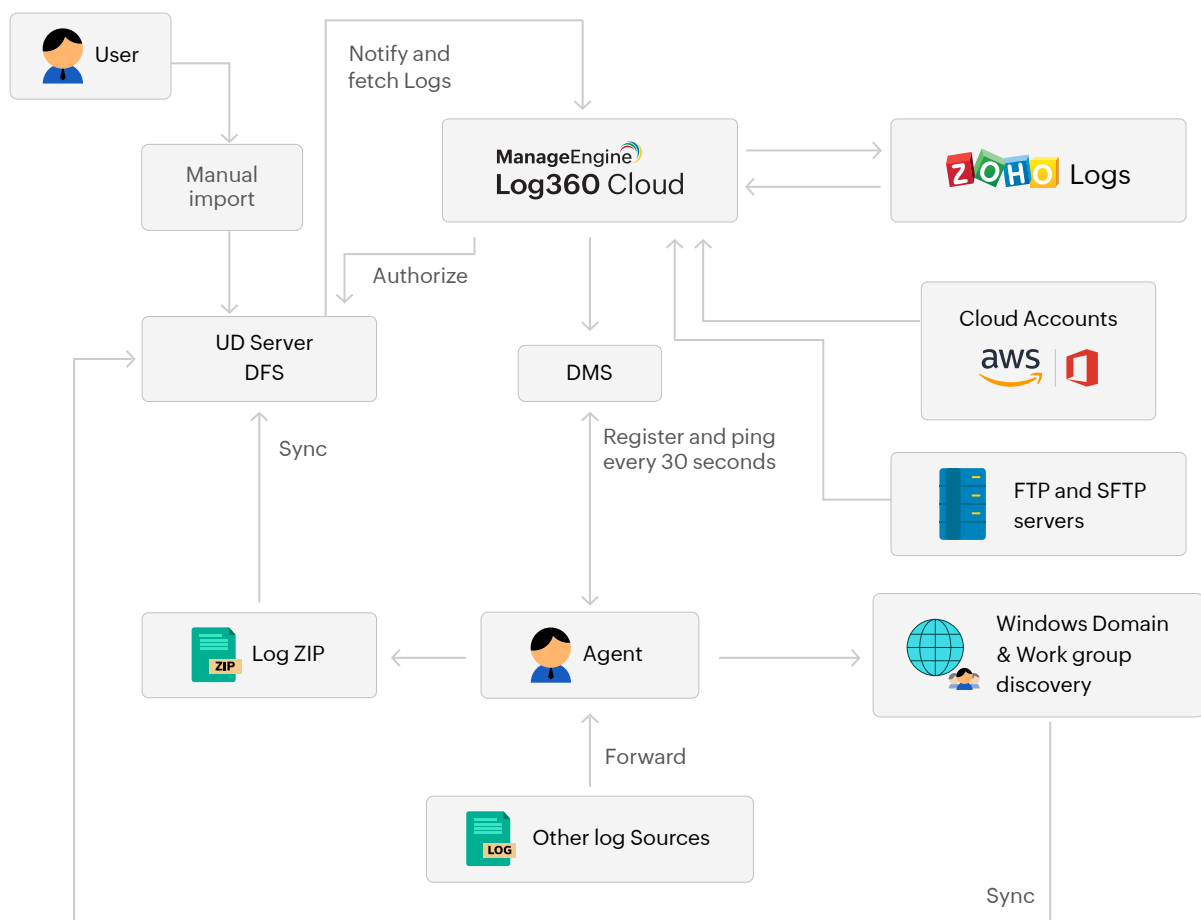 User
Notify and
fetch Logs
ManageEngine
Log360 Cloud
ZOHO Logs
Manual
import
Authorize
Cloud Accounts
aws
UD Server
DFS
DMS
Sync
Register and ping
every 30 seconds
FTP and SFTP
servers
ZIP
Log ZIP
Agent
Windows Domain
& Work group
discovery
Forward
LOG
Other log Sources
Sync